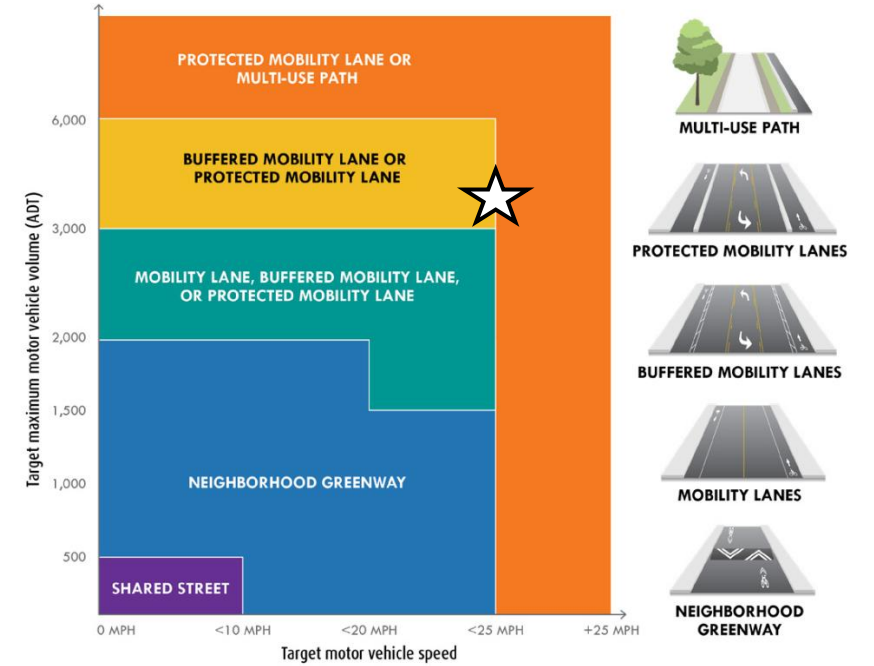 PROTECTED MOBILITY LANE OR
MULTI-USE PATH
6,000
BUFFERED MOBILITY LANE OR
PROTECTED MOBILITY LANE
3,000
MOBILITY LANE, BUFFERED MOBILITY LANE,
OR PROTECTED MOBILITY LANE
2,000
1,500
1,000
NEIGHBORHOOD GREENWAY
500
SHARED STREET
0 MPH
<10 MPH
<20 MPH
<25 MPH
+25 MPH
Target motor vehicle speed
Target maximum motor vehicle volume (ADT)
MULTI-USE PATH
PROTECTED MOBILITY LANES
BUFFERED MOBILITY LANES
MOBILITY LANES
NEIGHBORHOOD
GREENWAY